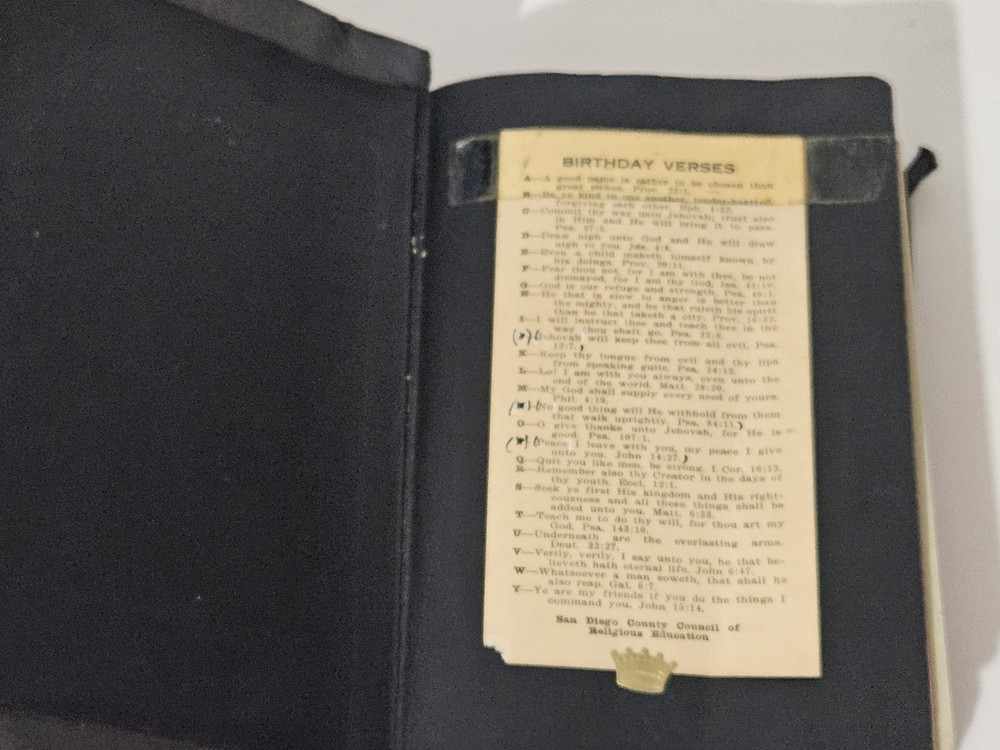 BIRTHDAY VERSES
A—A good name is rather to be chosen than
great riches. Prov. 22:1.
B—Be ye kind to one another, tender-hearted,
forgiving each other. Eph. 4:32.
C—Commit thy way unto Jehovah; trust also
in Him and He will bring it to pass.
Psa. 37:5.
D—Draw nigh unto God and He will draw
nigh to you. Jas. 4:8.
E—Even a child maketh himself known by
his doings. Prov. 20:11.
F—Fear thou not, for I am with thee, be not
dismayed, for I am thy God. Isa. 41:10.
G—God is our refuge and strength. Psa. 46:1.
H—He that is slow to anger is better than
the mighty, and he that ruleth his spirit
than he that taketh a city. Prov. 16:32.
I—I will instruct thee and teach thee in the
way thou shalt go. Psa. 32:8.
Jehovah will keep thee from all evil. Psa.
K—Keep thy tongue from evil and thy lips
from speaking guile. Psa. 34:13.
L—Lo! I am with you always, even unto the
end of the world. Matt. 28:20.
M—My God shall supply every need of yours.
Phil. 4:19.
No good thing will He withhold from them
that walk uprightly. Psa. 84:11.)
O—O give thanks unto Jehovah, for He is
good. Psa. 107:1.
Peace I leave with you, my peace I give
unto you. John 14:27.)
Q—Quit you like men, be strong. I Cor. 16:13.
R—Remember also thy Creator in the days of
thy youth. Eccl. 12:1.
S—Seek ye first His kingdom and His right-
eousness and all these things shall be
added unto you. Matt. 6:33.
T—Teach me to do thy will, for thou art my
God. Psa. 143:10.
U—Underneath are the everlasting arms.
Deut. 33:27.
V—Verily, verily, I say unto you, he that be-
lieveth hath eternal life. John 6:47.
W—Whatsoever a man soweth, that shall he
also reap. Gal. 6:7.
Y—Ye are my friends if you do the things I
command you. John 15:14.
San Diego County Council of
Religious Education